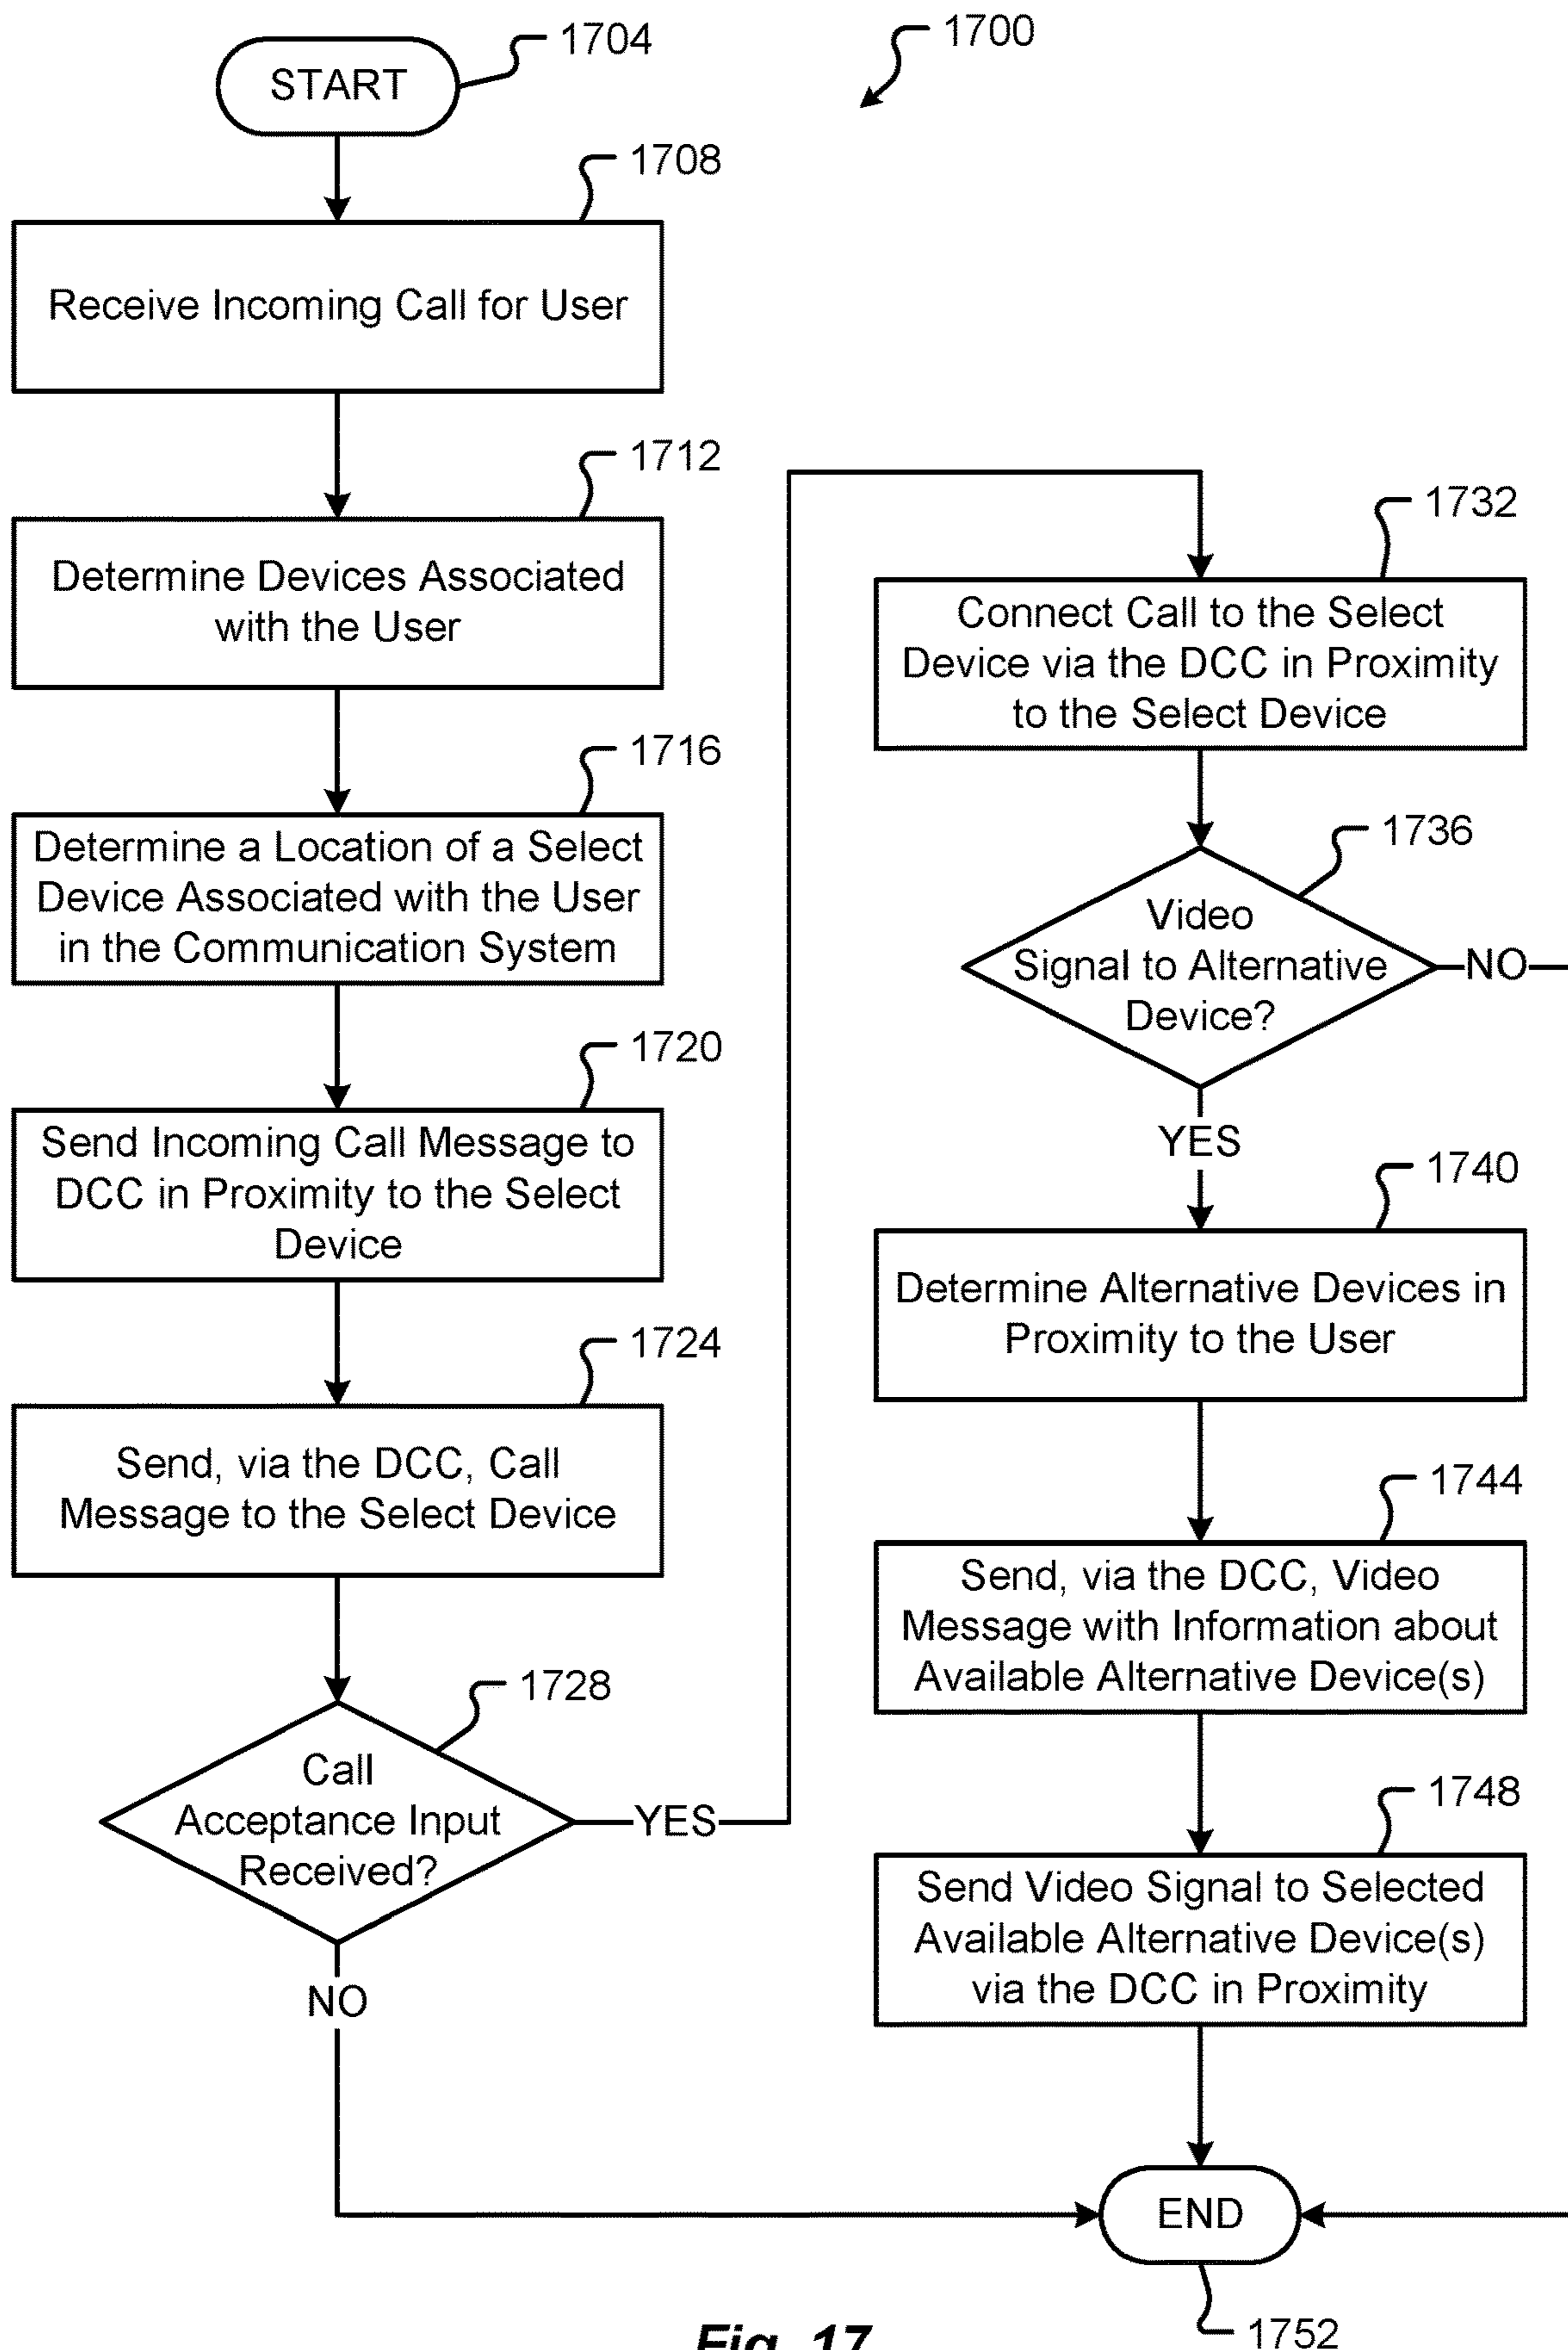 1704
1700
START
1708
Receive Incoming Call for User
1712
Determine Devices Associated
with the User
1716
Determine a Location of a Select
Device Associated with the User
in the Communication System
1720
Send Incoming Call Message to
DCC in Proximity to the Select
Device
1724
Send, via the DCC, Call
Message to the Select Device
1728
Call
Acceptance Input
Received?
YES
NO
1732
Connect Call to the Select
Device via the DCC in Proximity
to the Select Device
1736
Video
Signal to Alternative
Device?
NO
YES
1740
Determine Alternative Devices in
Proximity to the User
1744
Send, via the DCC, Video
Message with Information about
Available Alternative Device(s)
1748
Send Video Signal to Selected
Available Alternative Device(s)
via the DCC in Proximity
END
1752
Fig. 17